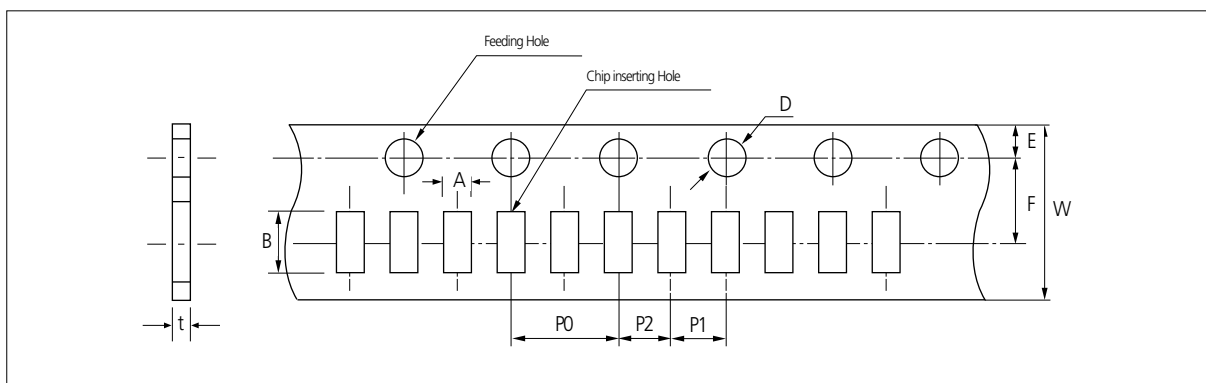 Feeding Hole
Chip inserting Hole
D
E
A
F
W
B
t
P0
P2
P1